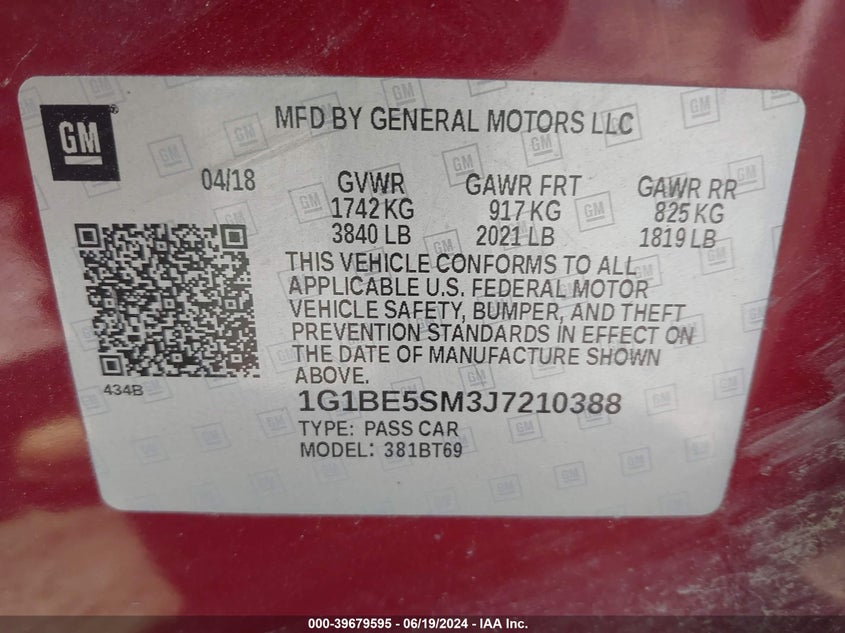 GM
MFD BY GENERAL MOTORS LLC
04/18 GVWR GAWR FRT GAWR RR
1742 KG 917 KG 825 KG
3840 LB 2021 LB 1819 LB
THIS VEHICLE CONFORMS TO ALL
APPLICABLE U.S. FEDERAL MOTOR
VEHICLE SAFETY, BUMPER, AND THEFT
PREVENTION STANDARDS IN EFFECT ON
THE DATE OF MANUFACTURE SHOWN
ABOVE.
434B
1G1BE5SM3J7210388
TYPE: PASS CAR
MODEL: 381BT69
000-39679595 - 06/19/2024 - IAA Inc.